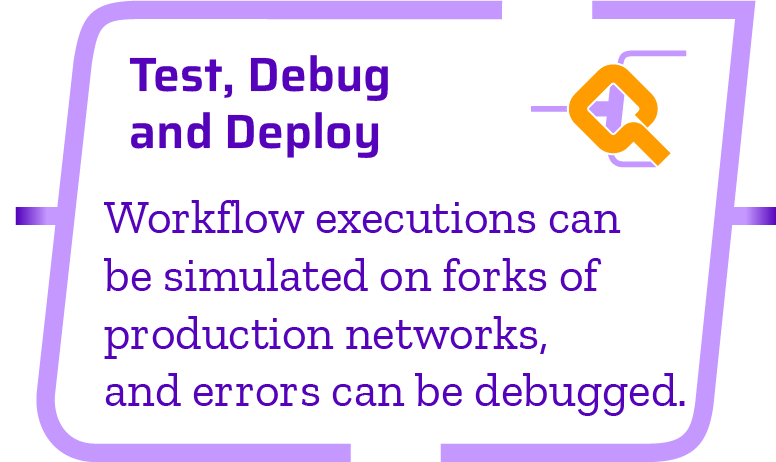 Test, Debug
and Deploy
Workflow executions can
be simulated on forks of
production networks,
and errors can be debugged.